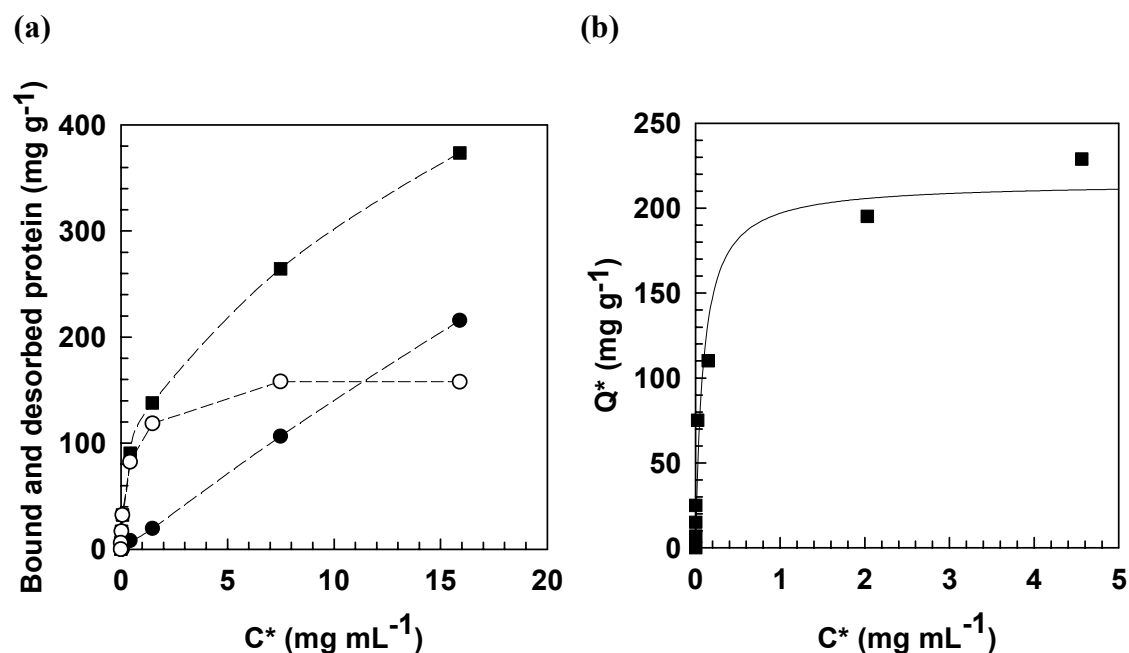 (a)
Bound and desorbed protein (mg g-1)
400
300
200
100
0
0 5 10 15 20
C* (mg mL-1)
(b)
Q* (mg g-1)
250
200
150
100
50
0
0 1 2 3 4 5
C* (mg mL-1)